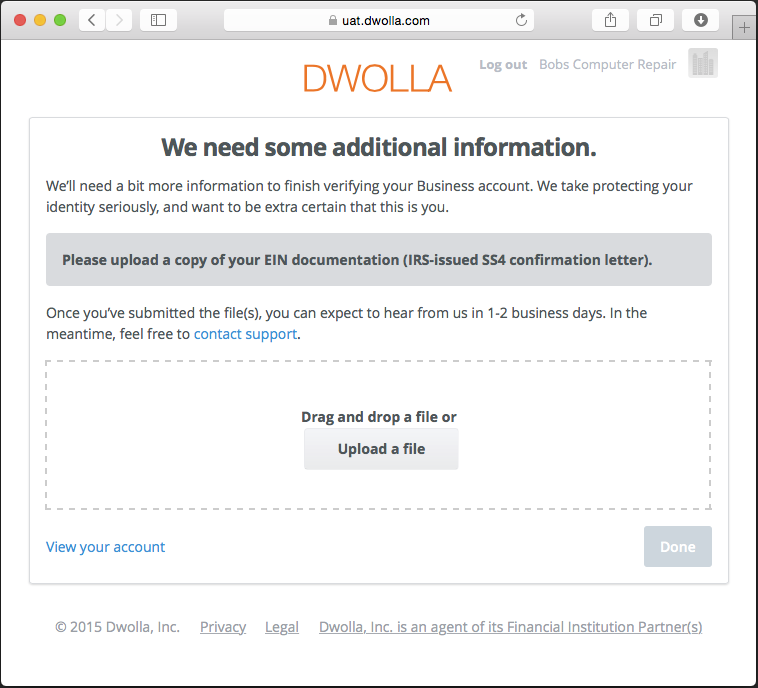 uat.dwolla.com
DWOLLA
Log out Bobs Computer Repair
We need some additional information.
We’ll need a bit more information to finish verifying your Business account. We take protecting your
identity seriously, and want to be extra certain that this is you.
Please upload a copy of your EIN documentation (IRS-issued SS4 confirmation letter).
Once you’ve submitted the file(s), you can expect to hear from us in 1-2 business days. In the
meantime, feel free to contact support.
Drag and drop a file or
Upload a file
View your account
Done
© 2015 Dwolla, Inc. Privacy Legal Dwolla, Inc. is an agent of its Financial Institution Partner(s)